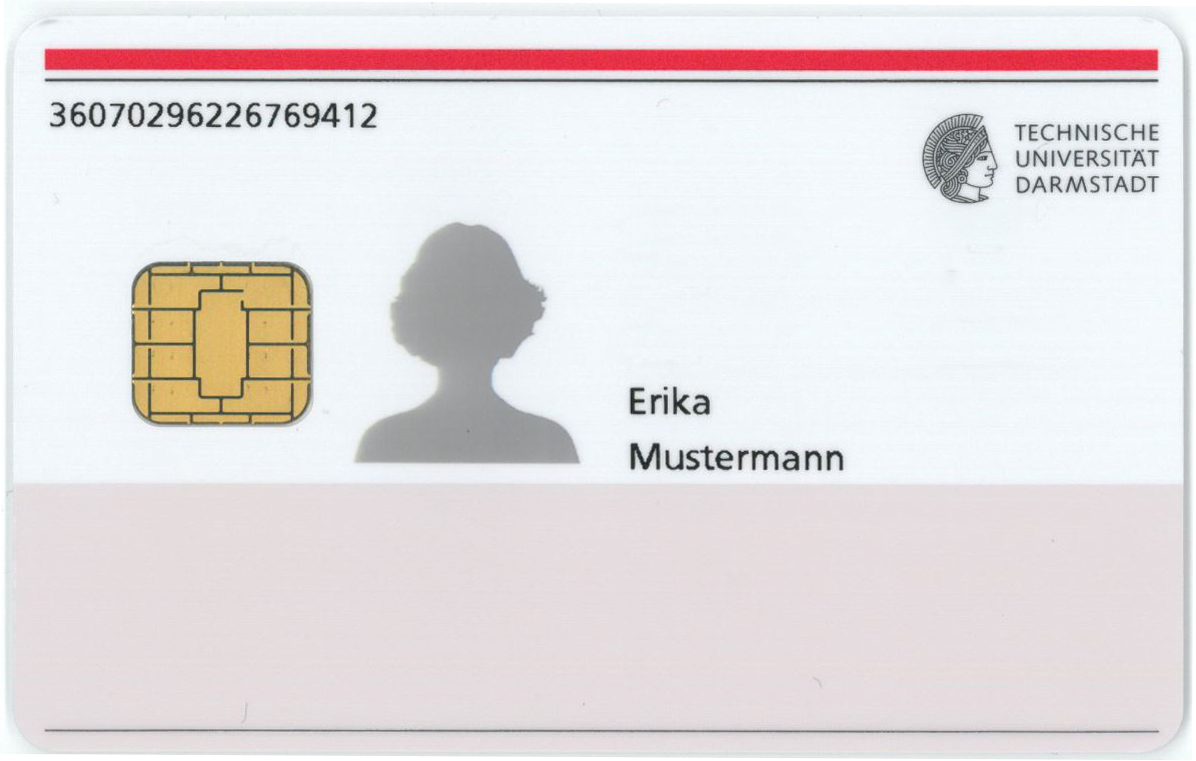 36070296226769412
TECHNISCHE
UNIVERSITÄT
DARMSTADT
Erika
Mustermann